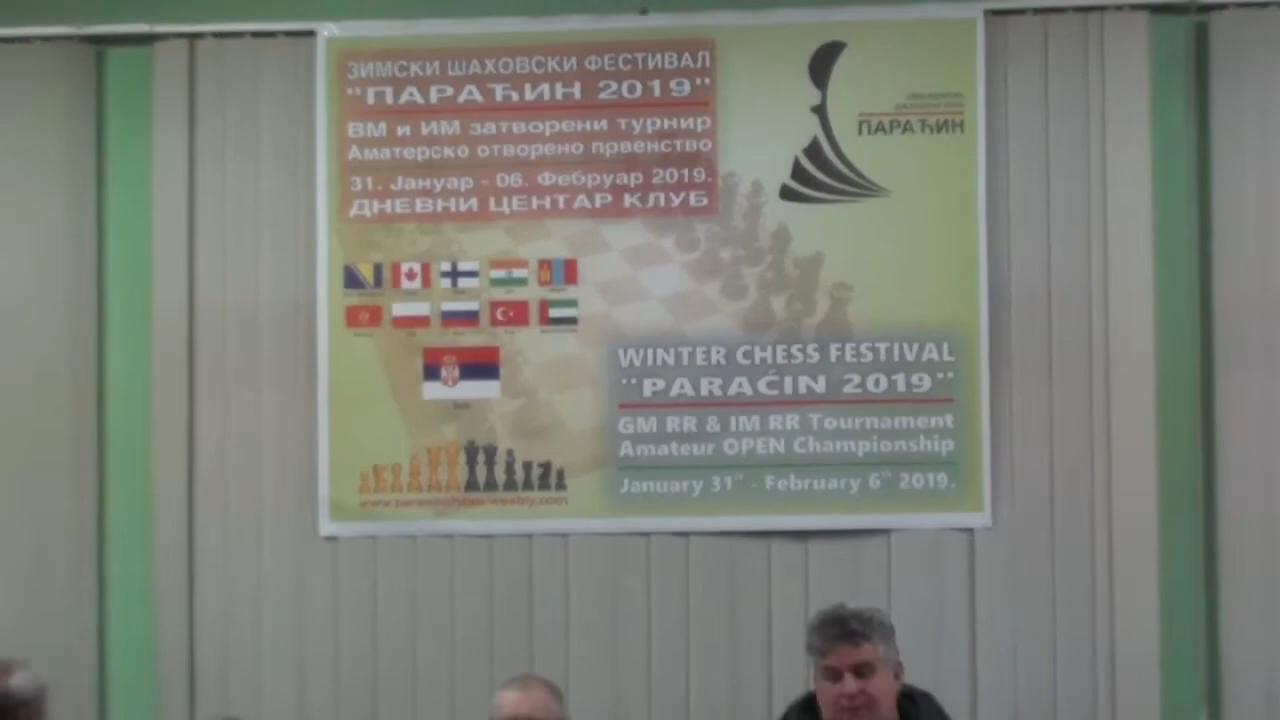 ЗИМСКИ ШАХОВСКИ ФЕСТИВАЛ
"ПАРАЋИН 2019"
ВМ и ИМ затворени турнир
Аматерско отворено првенство
31. Јануар - 06. Фебруар 2019.
ДНЕВНИ ЦЕНТАР КЛУБ
ПАРАЋИН
WINTER CHESS FESTIVAL
"PARAĆIN 2019"
GM RR & IM RR Tournament
Amateur OPEN Championship
January 31st - February 6th 2019.